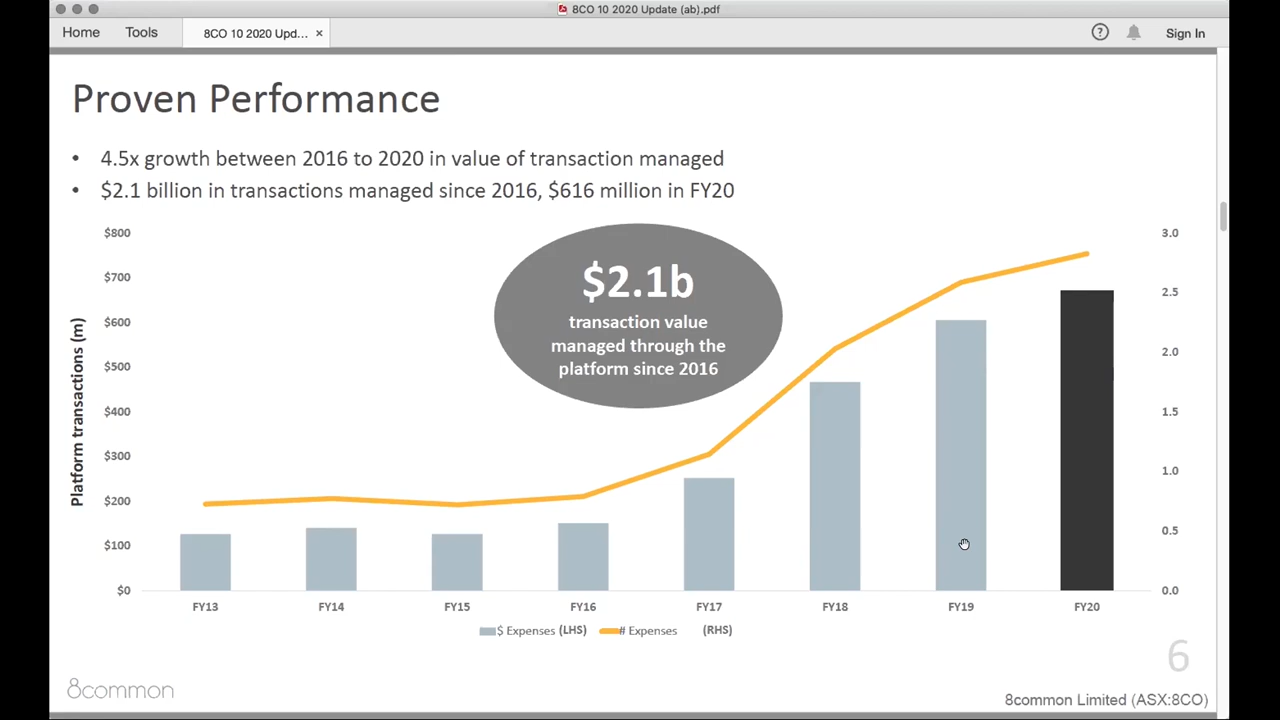 8CO 10 2020 Update (ab).pdf
Home Tools 8CO 10 2020 Upd... × Sign In
Proven Performance
• 4.5x growth between 2016 to 2020 in value of transaction managed
• $2.1 billion in transactions managed since 2016, $616 million in FY20
$2.1b
transaction value
managed through the
platform since 2016
Platform transactions (m)
$800
$700
$600
$500
$400
$300
$200
$100
$0
3.0
2.5
2.0
1.5
1.0
0.5
0.0
FY13 FY14 FY15 FY16 FY17 FY18 FY19 FY20
$ Expenses (LHS) # Expenses (RHS)
6
8common
8common Limited (ASX:8CO)